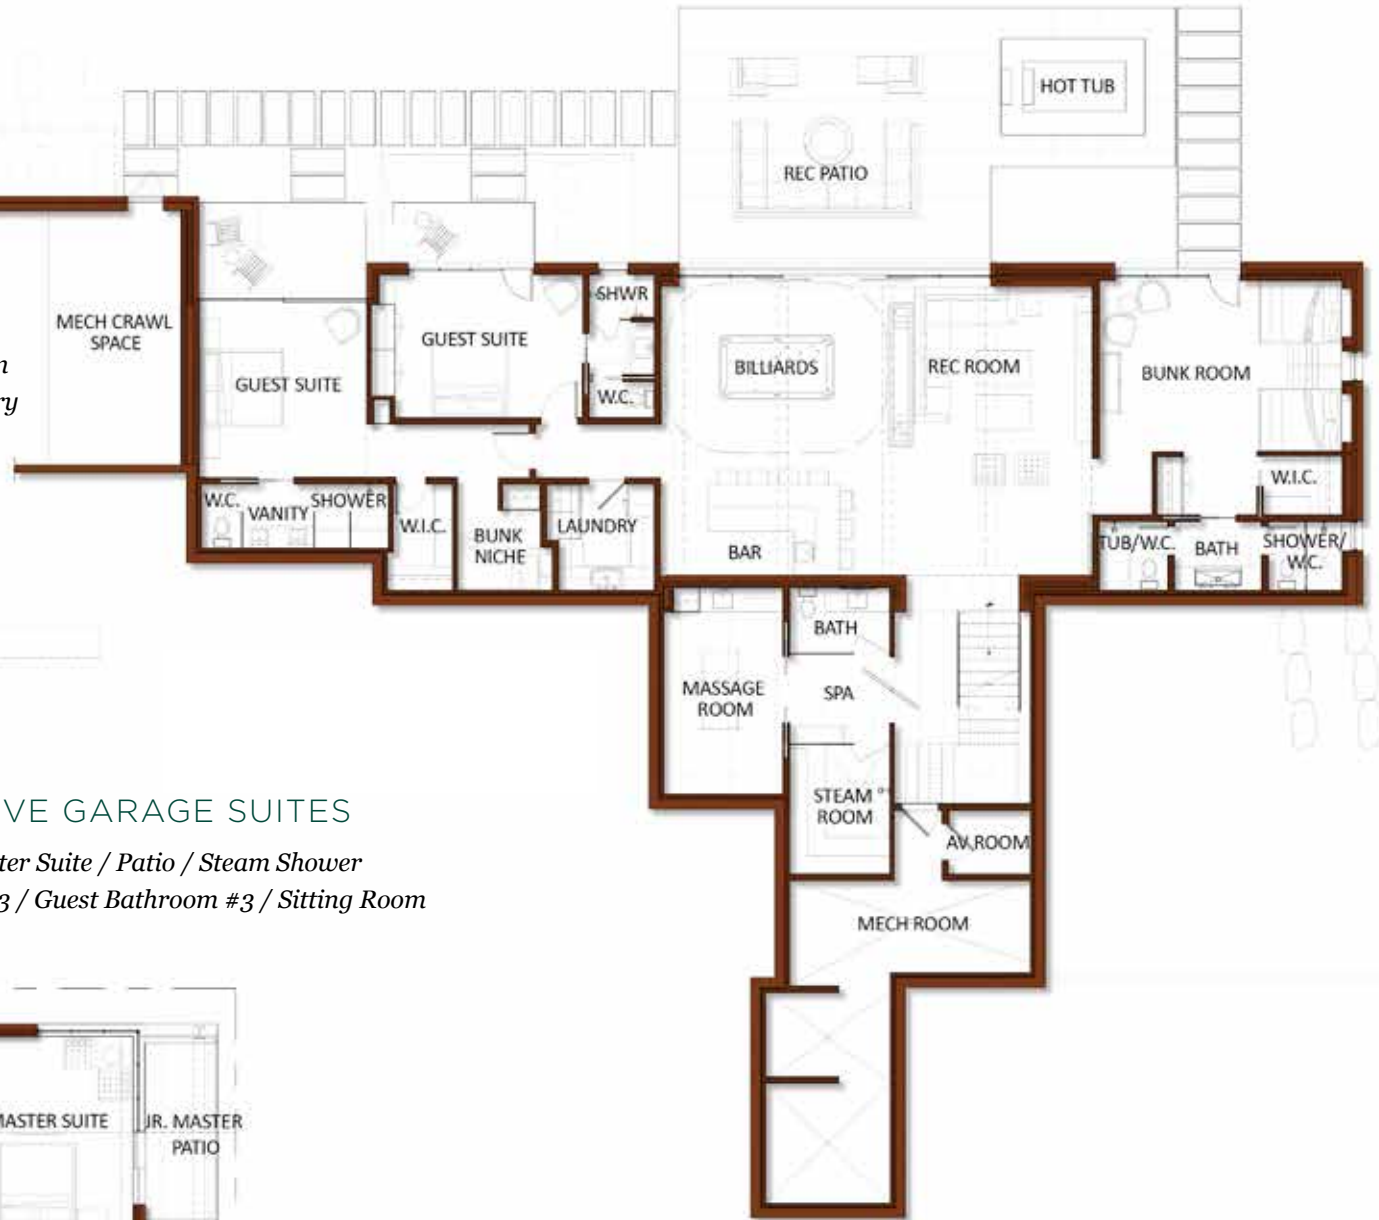 HOT TUB
REC PATIO
MECH CRAWL
SPACE
n
ry
GUEST SUITE
GUEST SUITE
SHWR
W.C.
BILLIARDS
REC ROOM
BUNK ROOM
W.C.
VANITY
SHOWER
W.I.C.
BUNK
NICHE
LAUNDRY
BAR
W.I.C.
TUB/W.C.
BATH
SHOWER/
W.C.
BATH
MASSAGE
ROOM
SPA
STEAM
ROOM
AV ROOM
MECH ROOM
VE GARAGE SUITES
ter Suite / Patio / Steam Shower
3 / Guest Bathroom #3 / Sitting Room
MASTER SUITE
JR. MASTER
PATIO